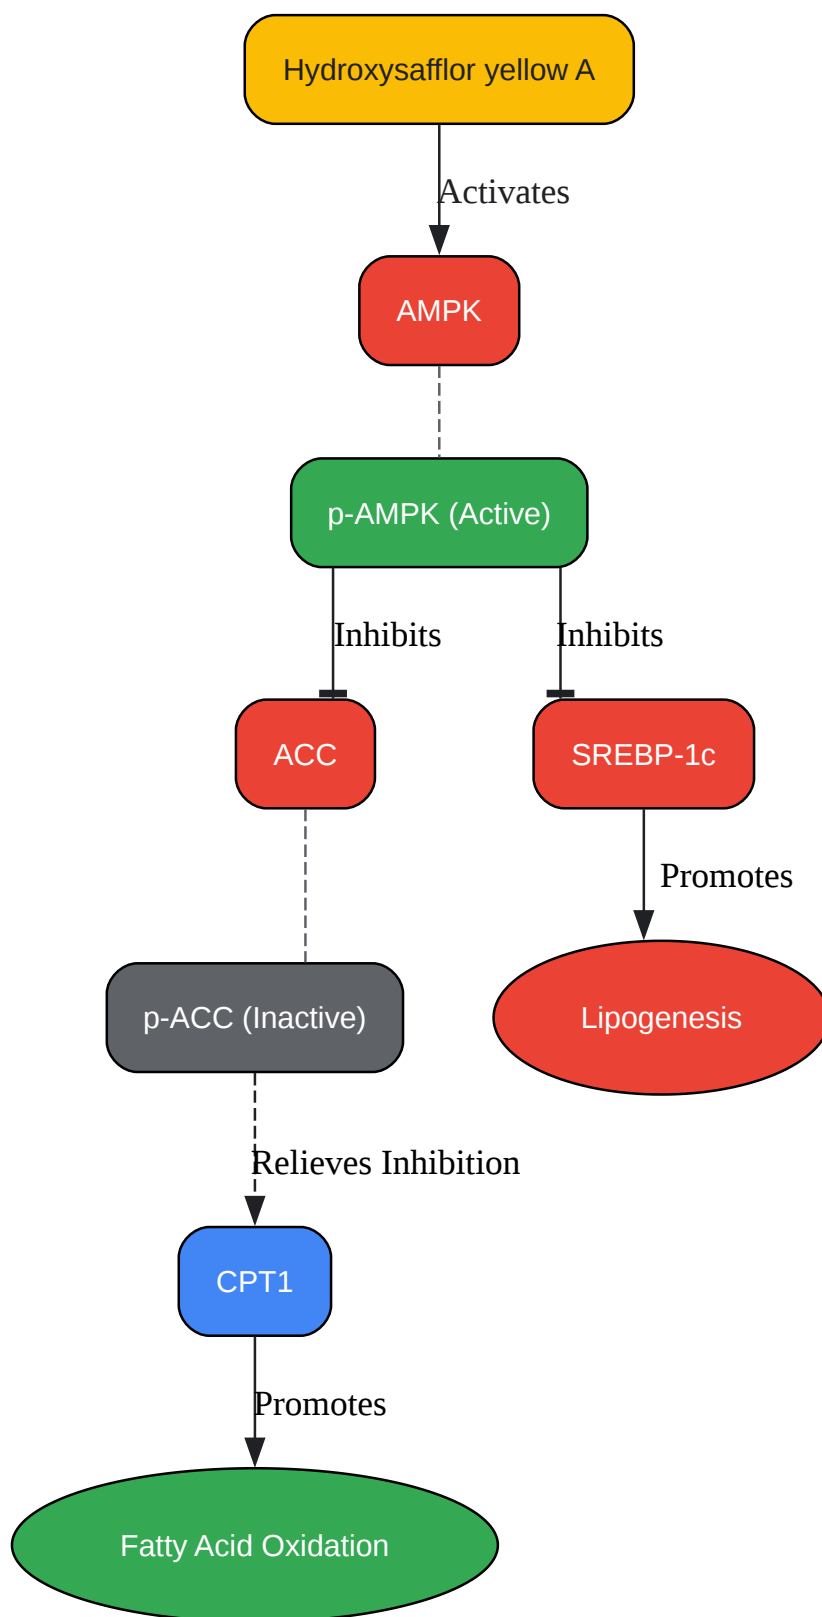 Hydroxysafflor yellow A
Activates
AMPK
p-AMPK (Active)
Inhibits
Inhibits
ACC
SREBP-1c
Promotes
p-ACC (Inactive)
Lipogenesis
Relieves Inhibition
CPT1
Promotes
Fatty Acid Oxidation